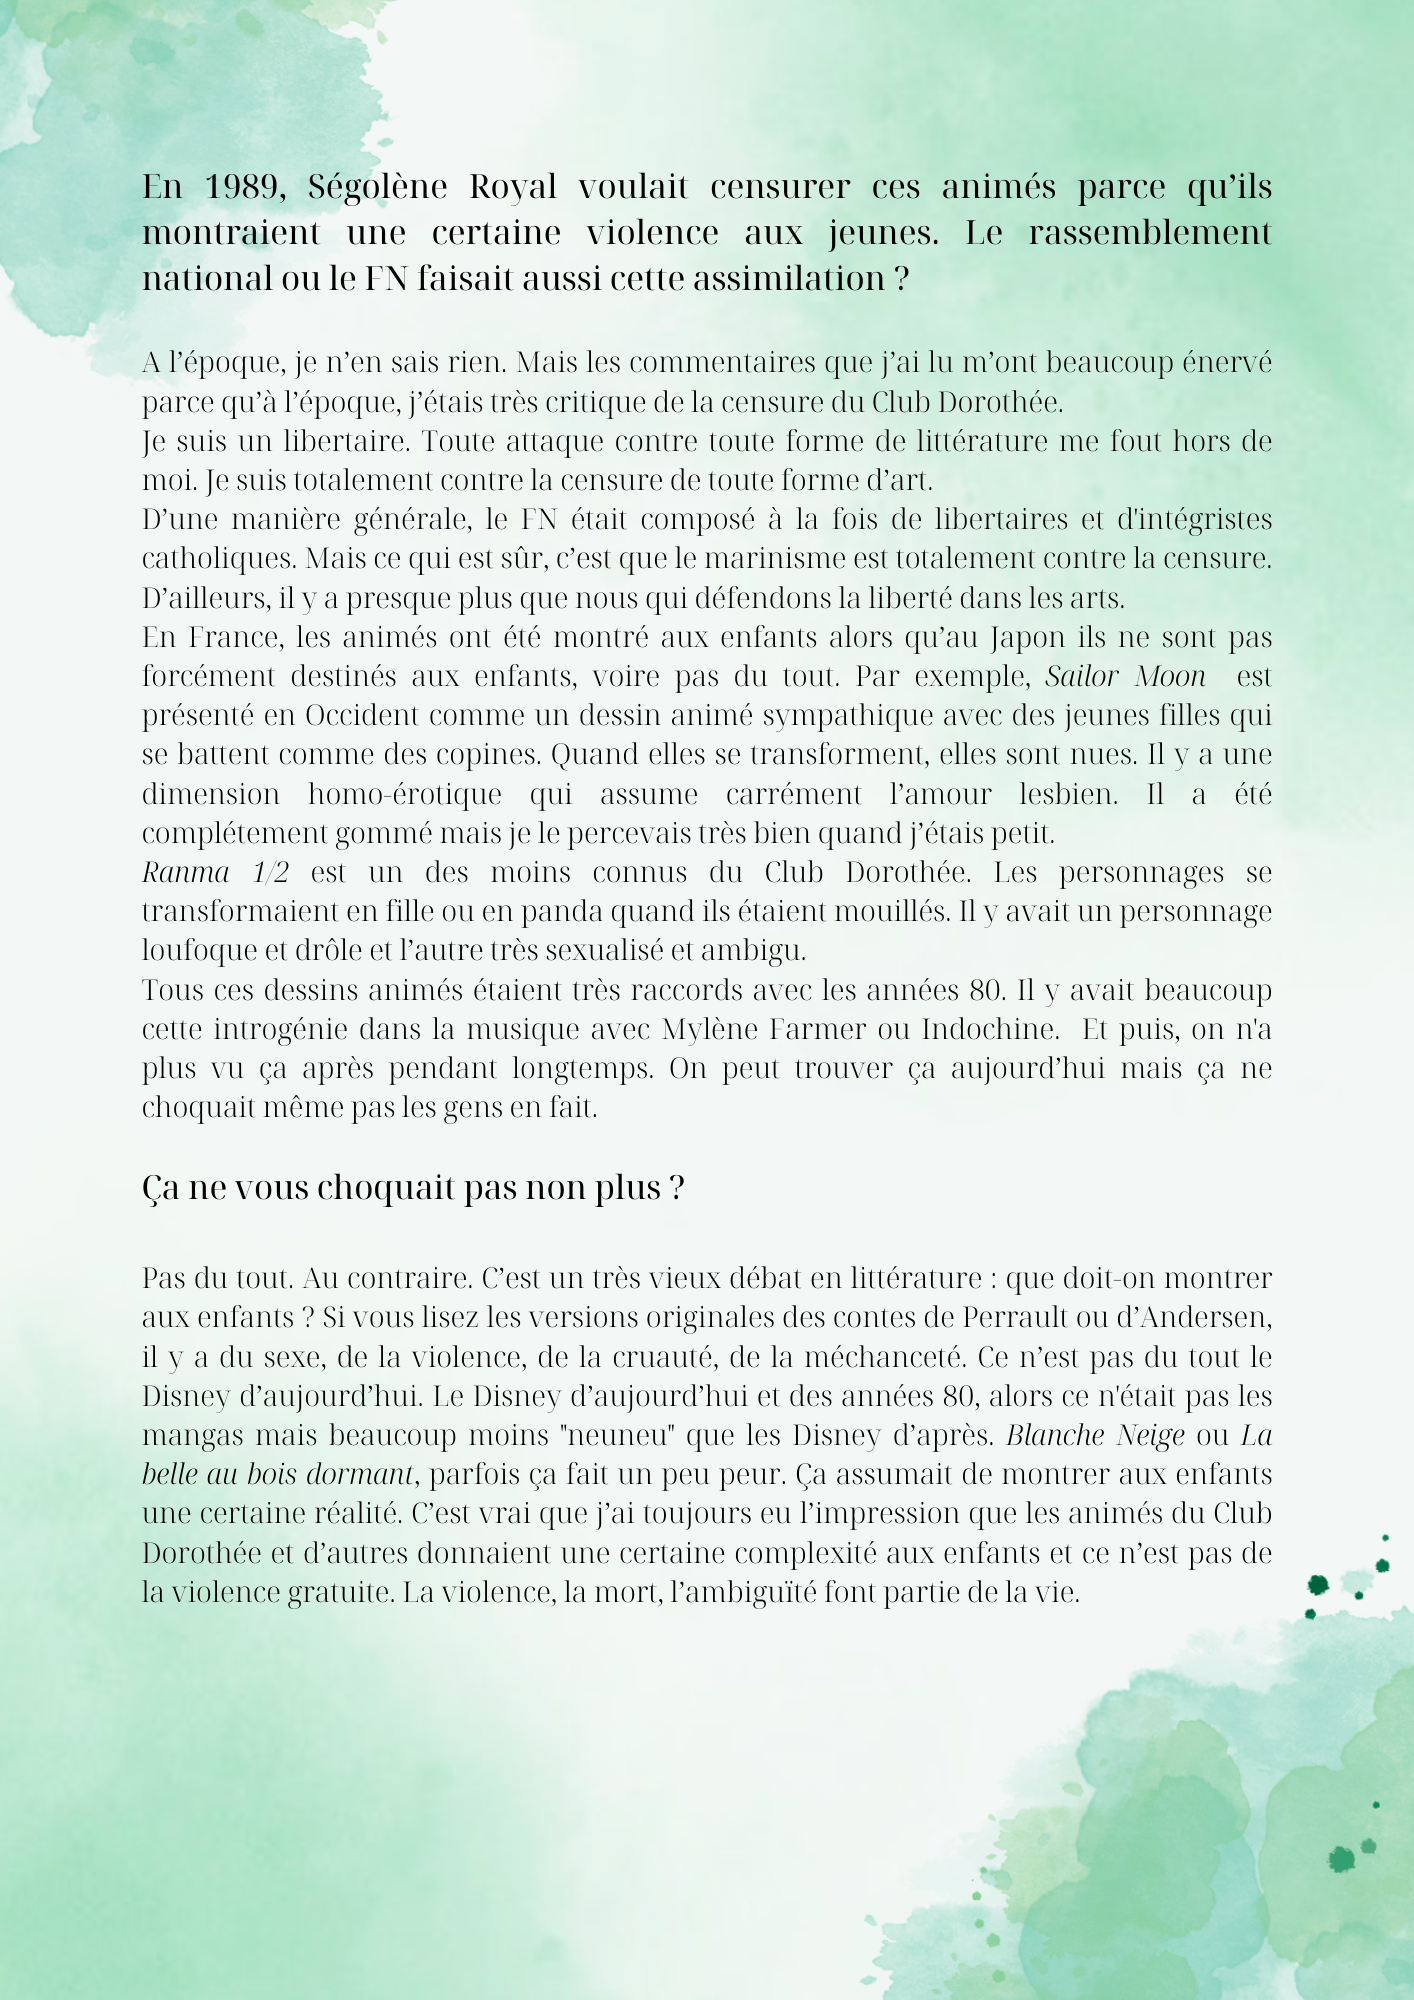 En 1989, Ségolène Royal voulait censurer ces animés parce qu’ils
montraient une certaine violence aux jeunes. Le rassemblement
national ou le FN faisait aussi cette assimilation ?
A l’époque, je n’en sais rien. Mais les commentaires que j’ai lu m’ont beaucoup énervé
parce qu’à l’époque, j’étais très critique de la censure du Club Dorothée.
Je suis un libertaire. Toute attaque contre toute forme de littérature me fout hors de
moi. Je suis totalement contre la censure de toute forme d’art.
D’une manière générale, le FN était composé à la fois de libertaires et d'intégristes
catholiques. Mais ce qui est sûr, c’est que le marinisme est totalement contre la censure.
D’ailleurs, il y a presque plus que nous qui défendons la liberté dans les arts.
En France, les animés ont été montré aux enfants alors qu’au Japon ils ne sont pas
forcément destinés aux enfants, voire pas du tout. Par exemple, Sailor Moon est
présenté en Occident comme un dessin animé sympathique avec des jeunes filles qui
se battent comme des copines. Quand elles se transforment, elles sont nues. Il y a une
dimension homo-érotique qui assume carrément l’amour lesbien. Il a été
complétement gommé mais je le percevais très bien quand j’étais petit.
Ranma 1/2 est un des moins connus du Club Dorothée. Les personnages se
transformaient en fille ou en panda quand ils étaient mouillés. Il y avait un personnage
loufoque et drôle et l’autre très sexualisé et ambigu.
Tous ces dessins animés étaient très raccords avec les années 80. Il y avait beaucoup
cette introgénie dans la musique avec Mylène Farmer ou Indochine. Et puis, on n'a
plus vu ça après pendant longtemps. On peut trouver ça aujourd’hui mais ça ne
choquait même pas les gens en fait.
Ça ne vous choquait pas non plus ?
Pas du tout. Au contraire. C’est un très vieux débat en littérature : que doit-on montrer
aux enfants ? Si vous lisez les versions originales des contes de Perrault ou d’Andersen,
il y a du sexe, de la violence, de la cruauté, de la méchanceté. Ce n’est pas du tout le
Disney d’aujourd’hui. Le Disney d’aujourd’hui et des années 80, alors ce n'était pas les
mangas mais beaucoup moins "neuneu" que les Disney d’après. Blanche Neige ou La
belle au bois dormant, parfois ça fait un peu peur. Ça assumait de montrer aux enfants
une certaine réalité. C’est vrai que j’ai toujours eu l’impression que les animés du Club
Dorothée et d’autres donnaient une certaine complexité aux enfants et ce n’est pas de
la violence gratuite. La violence, la mort, l’ambiguïté font partie de la vie.